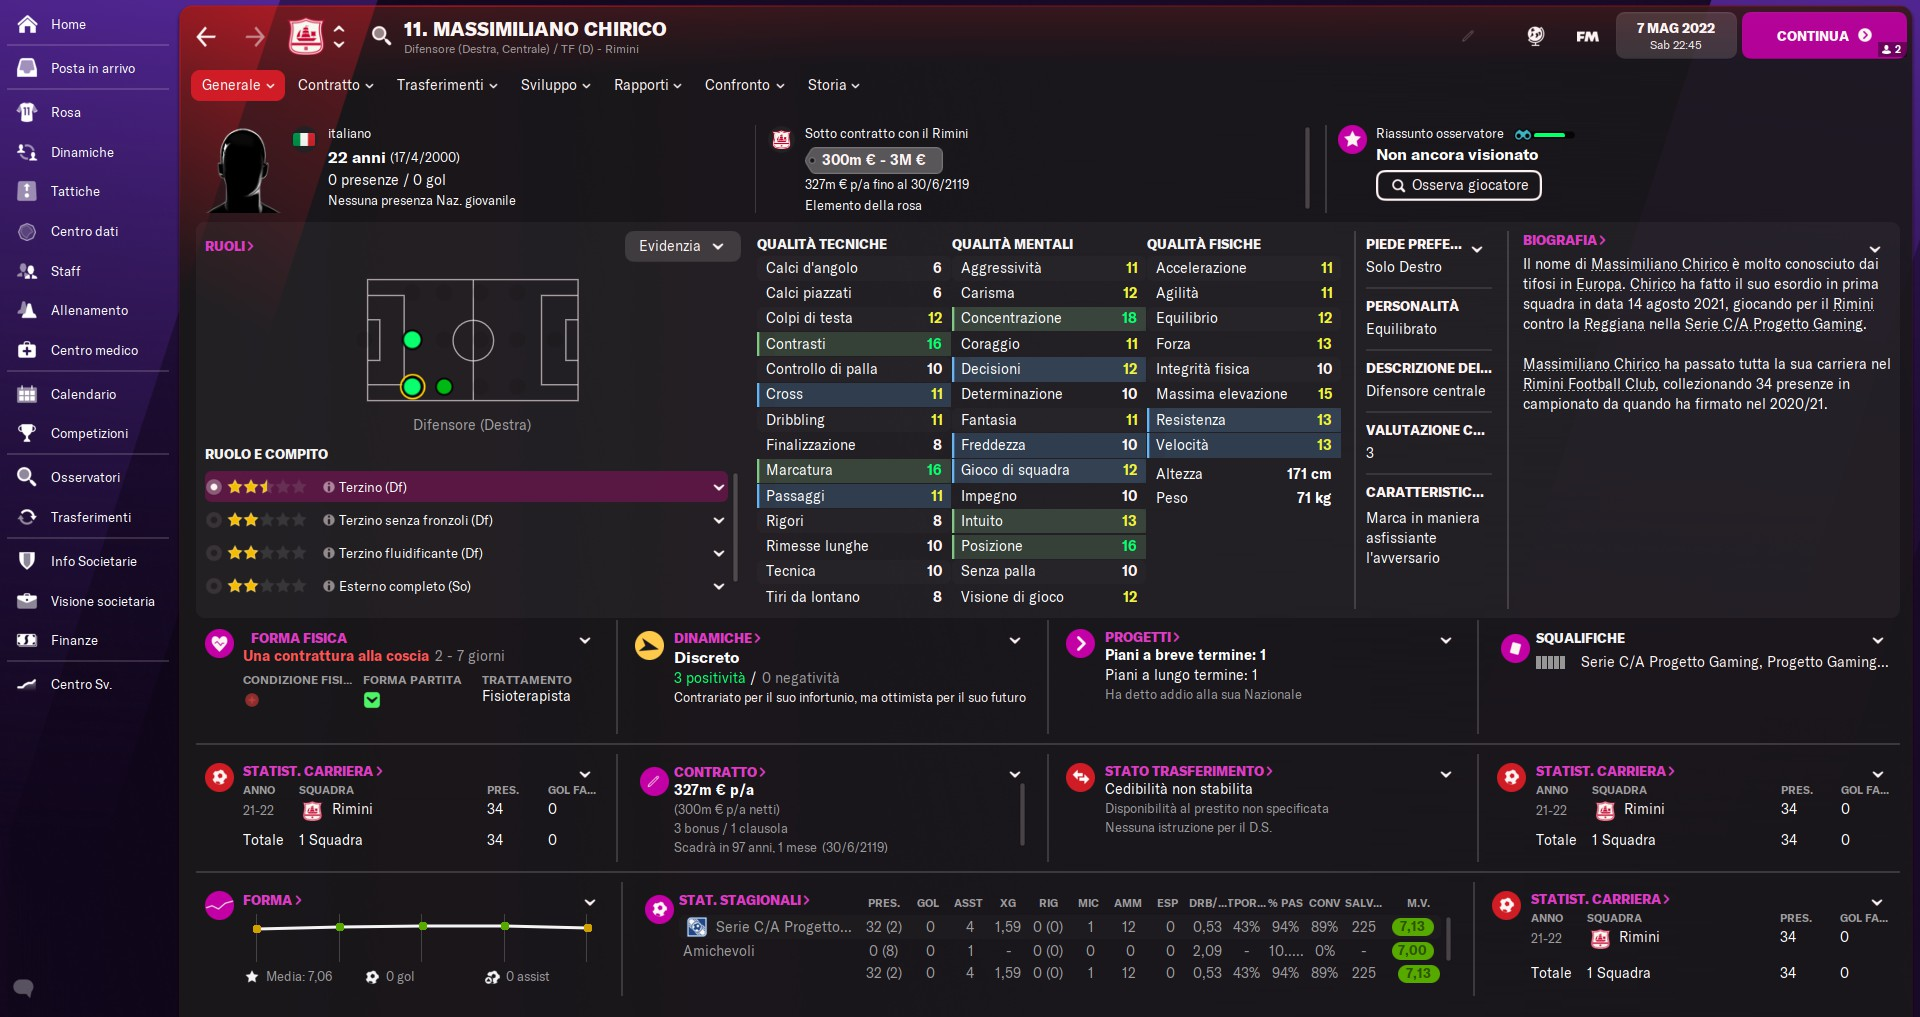 Home
Posta in arrivo
Rosa
Dinamiche
Tattiche
Centro dati
Staff
Allenamento
Centro medico
Calendario
Competizioni
Osservatori
Trasferimenti
Info Societarie
Visione societaria
Finanze
Centro Sv.
11. MASSIMILIANO CHIRICO
Difensore (Destra, Centrale) / TF (D) - Rimini
FM
7 MAG 2022
Sab 22:45
CONTINUA
2
Generale
Contratto
Trasferimenti
Sviluppo
Rapporti
Confronto
Storia
italiano
22 anni (17/4/2000)
0 presenze / 0 gol
Nessuna presenza Naz. giovanile
Sotto contratto con il Rimini
300m € - 3M €
327m € p/a fino al 30/6/2119
Elemento della rosa
Riassunto osservatore
Non ancora visionato
Osserva giocatore
RUOLI
Evidenzia
Difensore (Destra)
RUOLO E COMPITO
Terzino (Df)
Terzino senza fronzoli (Df)
Terzino fluidificante (Df)
Esterno completo (So)
QUALITÀ TECNICHE
Calci d'angolo 6
Calci piazzati 6
Colpi di testa 12
Contrasti 16
Controllo di palla 10
Cross 11
Dribbling 11
Finalizzazione 8
Marcatura 16
Passaggi 11
Rigori 8
Rimesse lunghe 10
Tecnica 10
Tiri da lontano 8
QUALITÀ MENTALI
Aggressività 11
Carisma 12
Concentrazione 18
Coraggio 11
Decisioni 12
Determinazione 10
Fantasia 11
Freddezza 10
Gioco di squadra 12
Impegno 10
Intuito 13
Posizione 16
Senza palla 10
Visione di gioco 12
QUALITÀ FISICHE
Accelerazione 11
Agilità 11
Equilibrio 12
Forza 13
Integrità fisica 10
Massima elevazione 15
Resistenza 13
Velocità 13
Altezza 171 cm
Peso 71 kg
PIEDE PREFE...
Solo Destro
PERSONALITÀ
Equilibrato
DESCRIZIONE DEI...
Difensore centrale
VALUTAZIONE C...
3
CARATTERISTIC...
Marca in maniera
asfissiante
l'avversario
BIOGRAFIA
Il nome di Massimiliano Chirico è molto conosciuto dai
tifosi in Europa. Chirico ha fatto il suo esordio in prima
squadra in data 14 agosto 2021, giocando per il Rimini
contro la Reggiana nella Serie C/A Progetto Gaming.
Massimiliano Chirico ha passato tutta la sua carriera nel
Rimini Football Club, collezionando 34 presenze in
campionato da quando ha firmato nel 2020/21.
FORMA FISICA
Una contrattura alla coscia 2 - 7 giorni
CONDIZIONE FISI... FORMA PARTITA TRATTAMENTO
Fisioterapista
DINAMICHE
Discreto
3 positività / 0 negatività
Contrariato per il suo infortunio, ma ottimista per il suo futuro
PROGETTI
Piani a breve termine: 1
Piani a lungo termine: 1
Ha detto addio alla sua Nazionale
SQUALIFICHE
Serie C/A Progetto Gaming, Progetto Gaming...
STATIST. CARRIERA
ANNO SQUADRA PRES. GOL FA...
21-22 Rimini 34 0
Totale 1 Squadra 34 0
CONTRATTO
327m € p/a
(300m € p/a netti)
3 bonus / 1 clausola
Scadrà in 97 anni, 1 mese (30/6/2119)
STATO TRASFERIMENTO
Cedibilità non stabilita
Disponibilità al prestito non specificata
Nessuna istruzione per il D.S.
STATIST. CARRIERA
ANNO SQUADRA PRES. GOL FA...
21-22 Rimini 34 0
Totale 1 Squadra 34 0
FORMA
Media: 7,06 0 gol 0 assist
STAT. STAGIONALI PRES. GOL ASST XG RIG MIC AMM ESP DRB/... TPOR... % PAS CONV SALV... M.V.
Serie C/A Progetto... 32 (2) 0 4 1,59 0 (0) 1 12 0 0,53 43% 94% 89% 225 7,13
Amichevoli 0 (8) 0 1 - 0 (0) 0 0 0 2,09 - 10..... 0% - 7,00
32 (2) 0 4 1,59 0 (0) 1 12 0 0,53 43% 94% 89% 225 7,13
STATIST. CARRIERA
ANNO SQUADRA PRES. GOL FA...
21-22 Rimini 34 0
Totale 1 Squadra 34 0